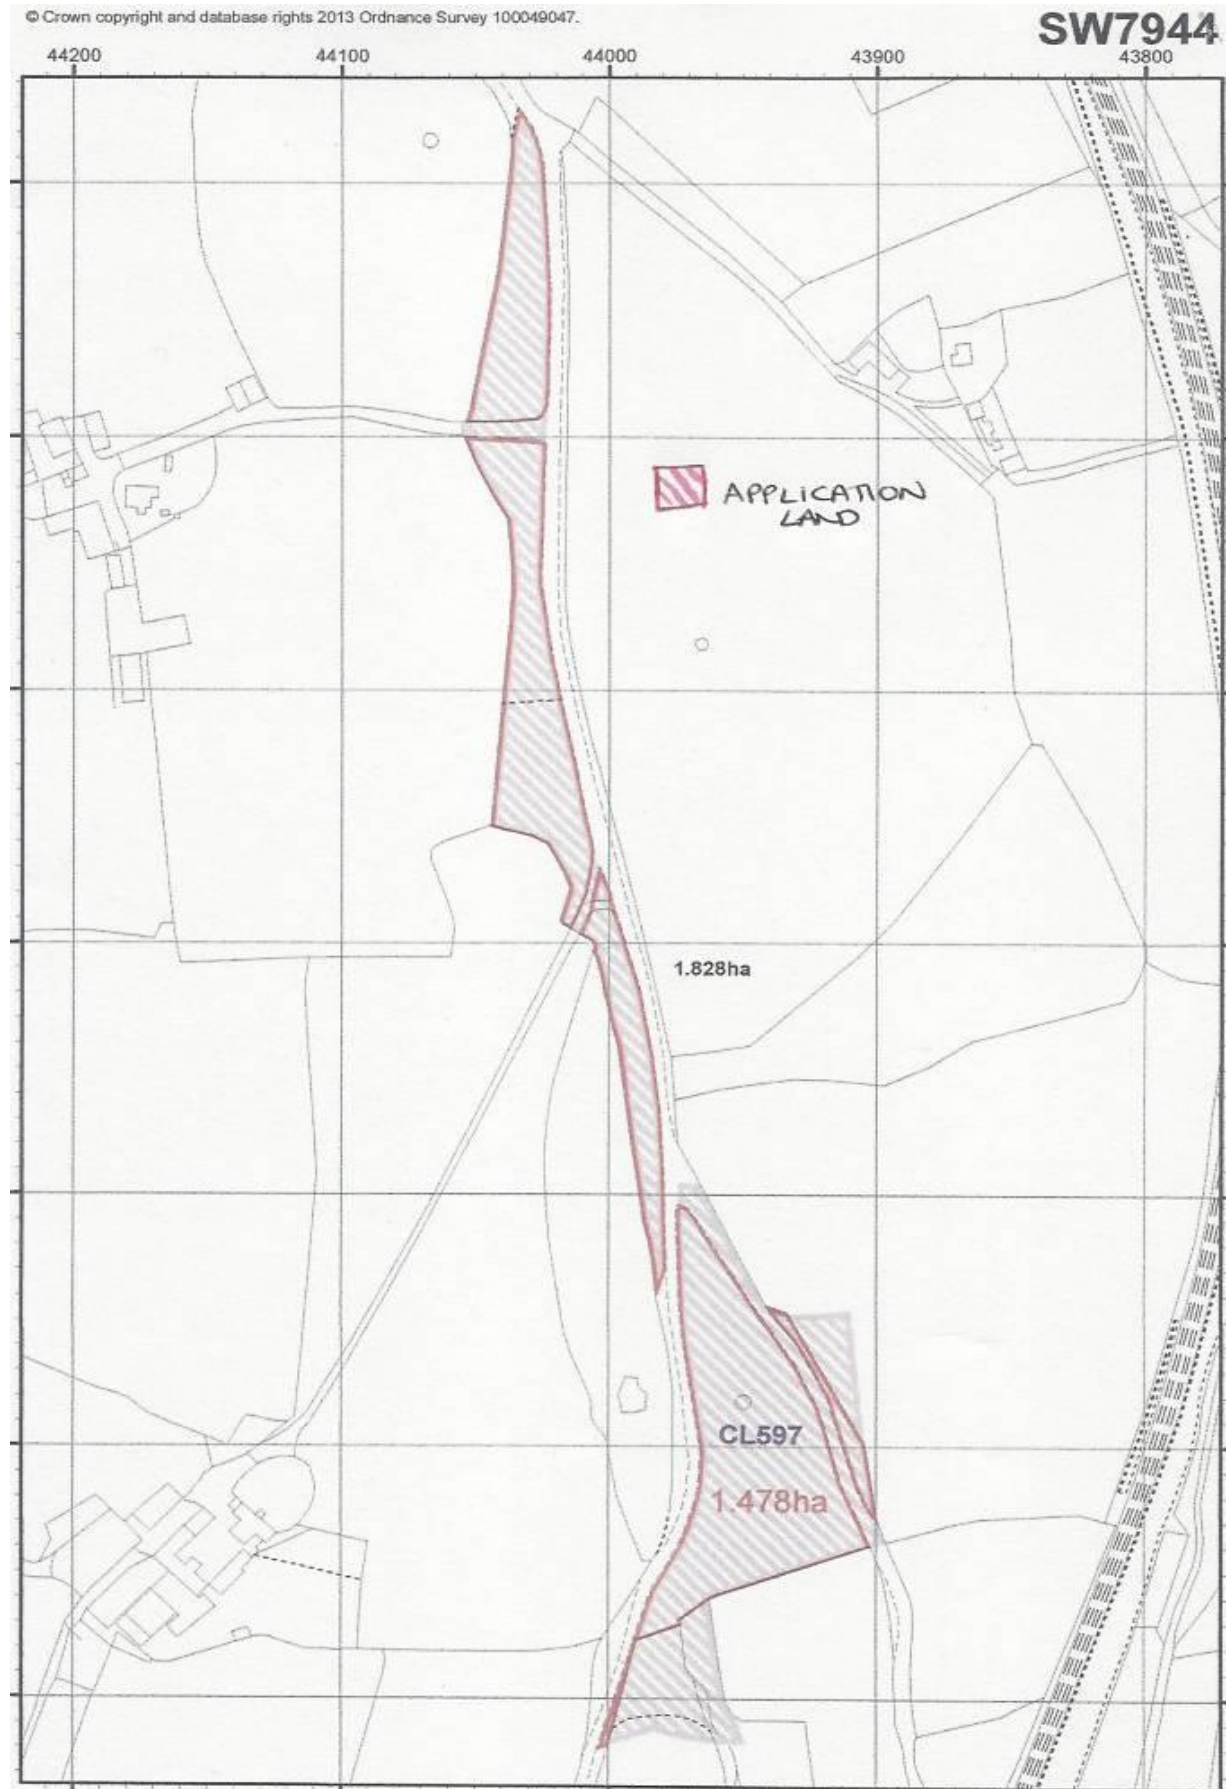 © Crown copyright and database rights 2013 Ordnance Survey 100049047.
SW7944
44200 44100 44000 43900 43800
APPLICATION
LAND
1.828ha
CL597
1.478ha